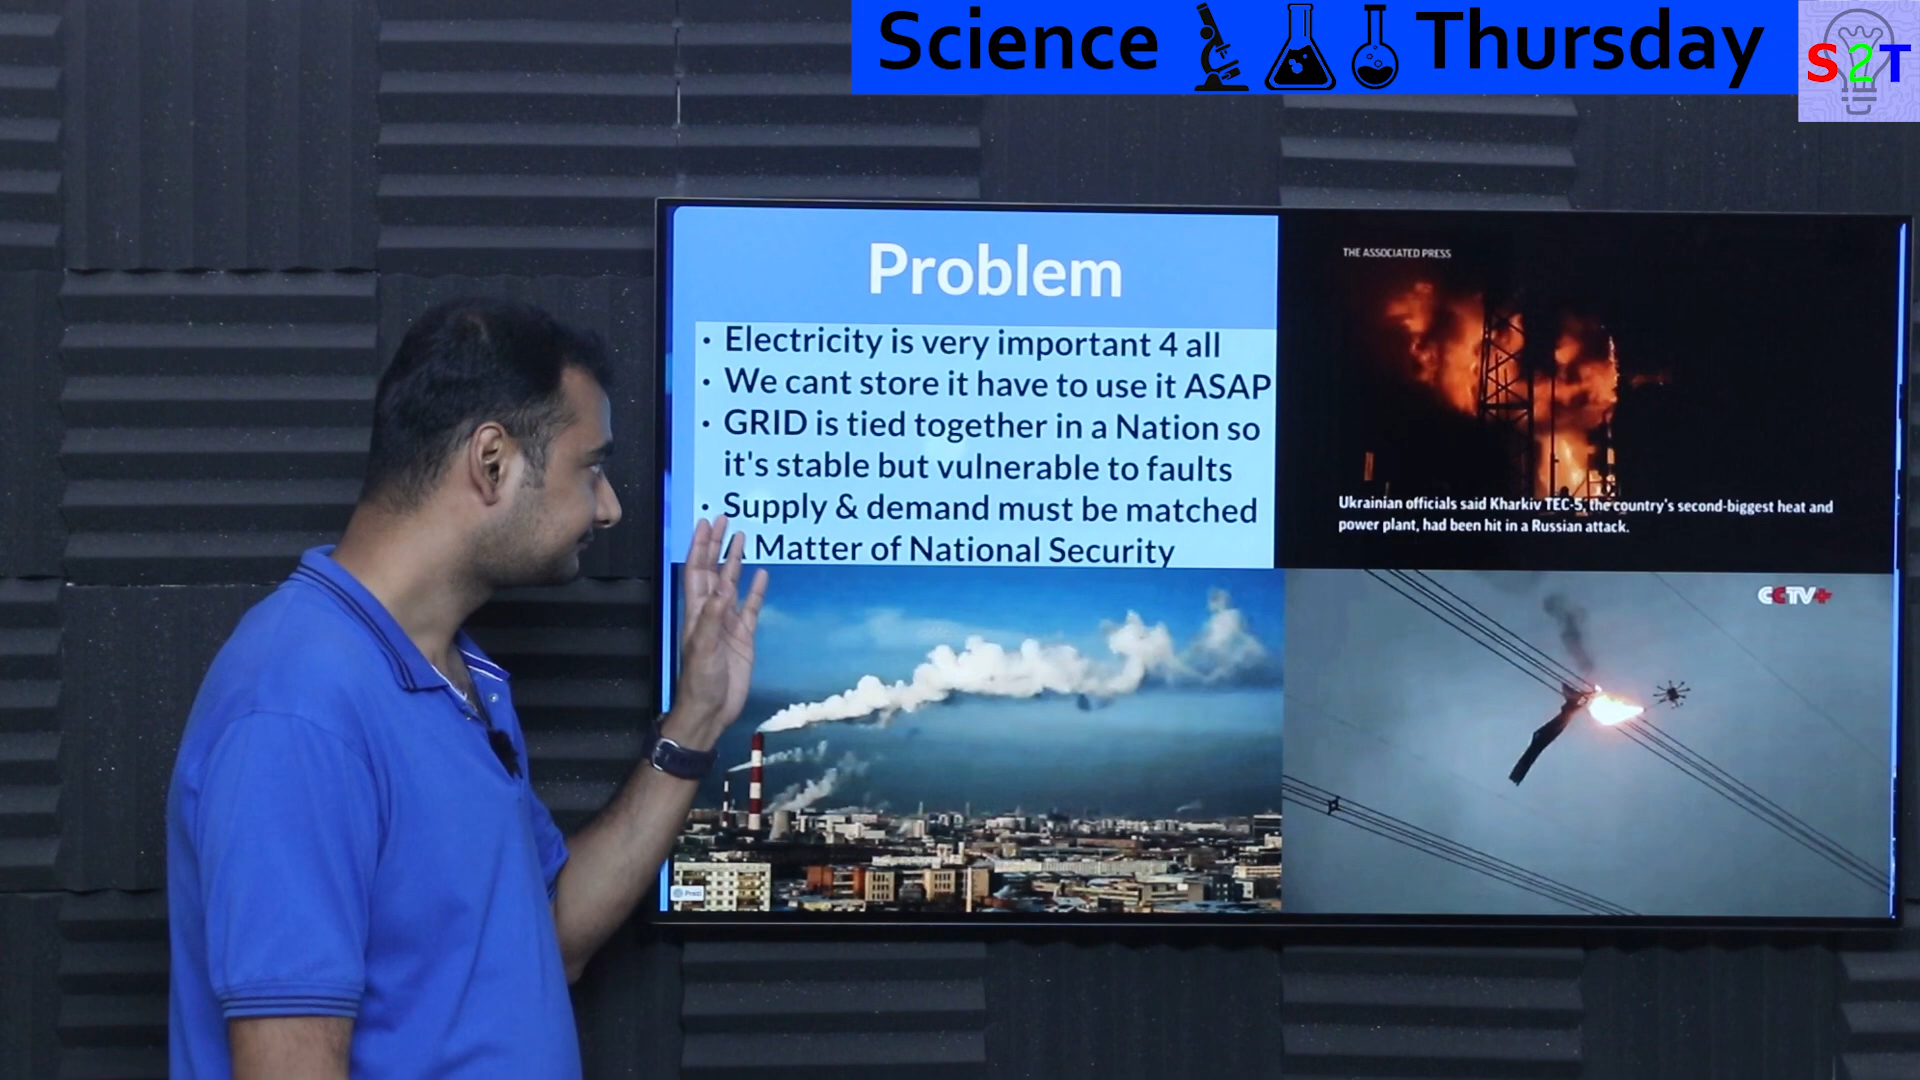 Science Thursday
S2T
Problem
• Electricity is very important 4 all
• We cant store it have to use it ASAP
• GRID is tied together in a Nation so
it's stable but vulnerable to faults
• Supply & demand must be matched
A Matter of National Security
THE ASSOCIATED PRESS
Ukrainian officials said Kharkiv TEC-5, the country's second-biggest heat and
power plant, had been hit in a Russian attack.
Prezi
CCTV+